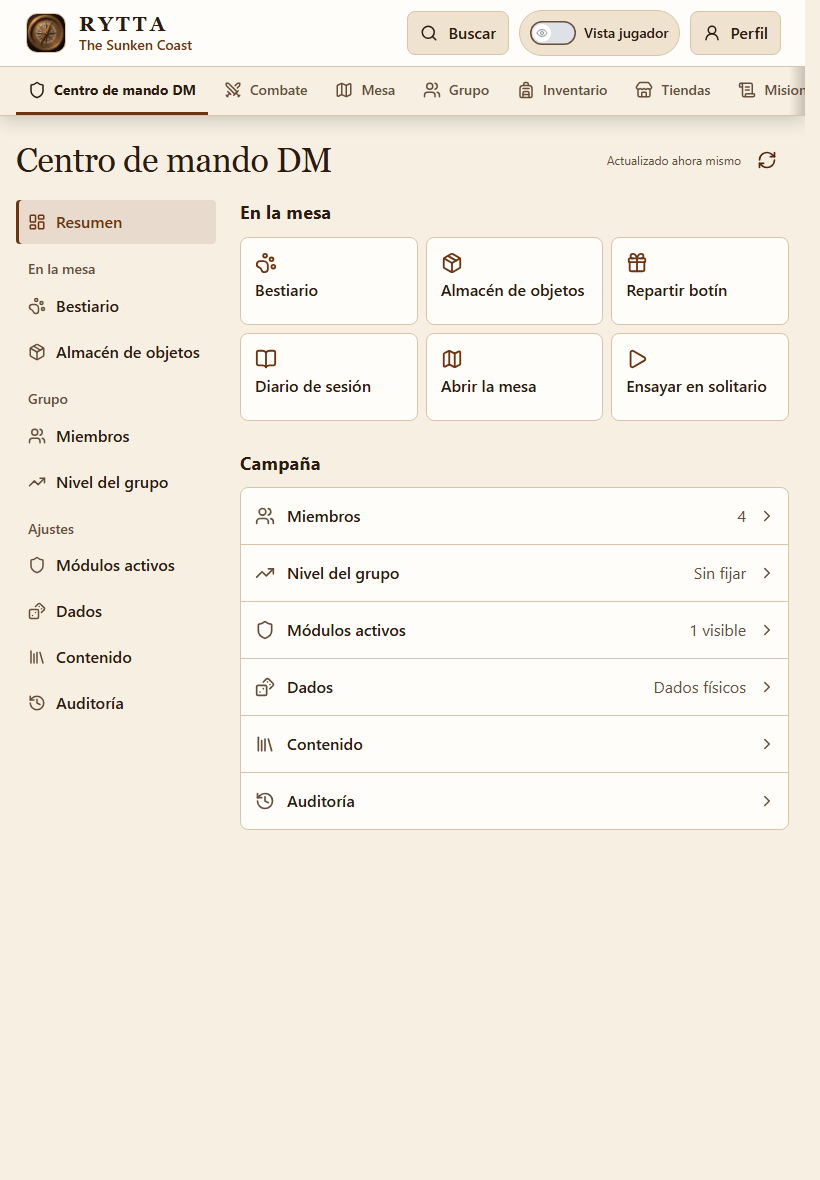 RYTTA
The Sunken Coast
Buscar
Vista jugador
Perfil
Centro de mando DM
Combate
Mesa
Grupo
Inventario
Tiendas
Mision
Centro de mando DM
Actualizado ahora mismo
Resumen
En la mesa
Bestiario
Almacén de objetos
Grupo
Miembros
Nivel del grupo
Ajustes
Módulos activos
Dados
Contenido
Auditoría
En la mesa
Bestiario
Almacén de objetos
Repartir botín
Diario de sesión
Abrir la mesa
Ensayar en solitario
Campaña
Miembros 4
Nivel del grupo Sin fijar
Módulos activos 1 visible
Dados Dados físicos
Contenido
Auditoría